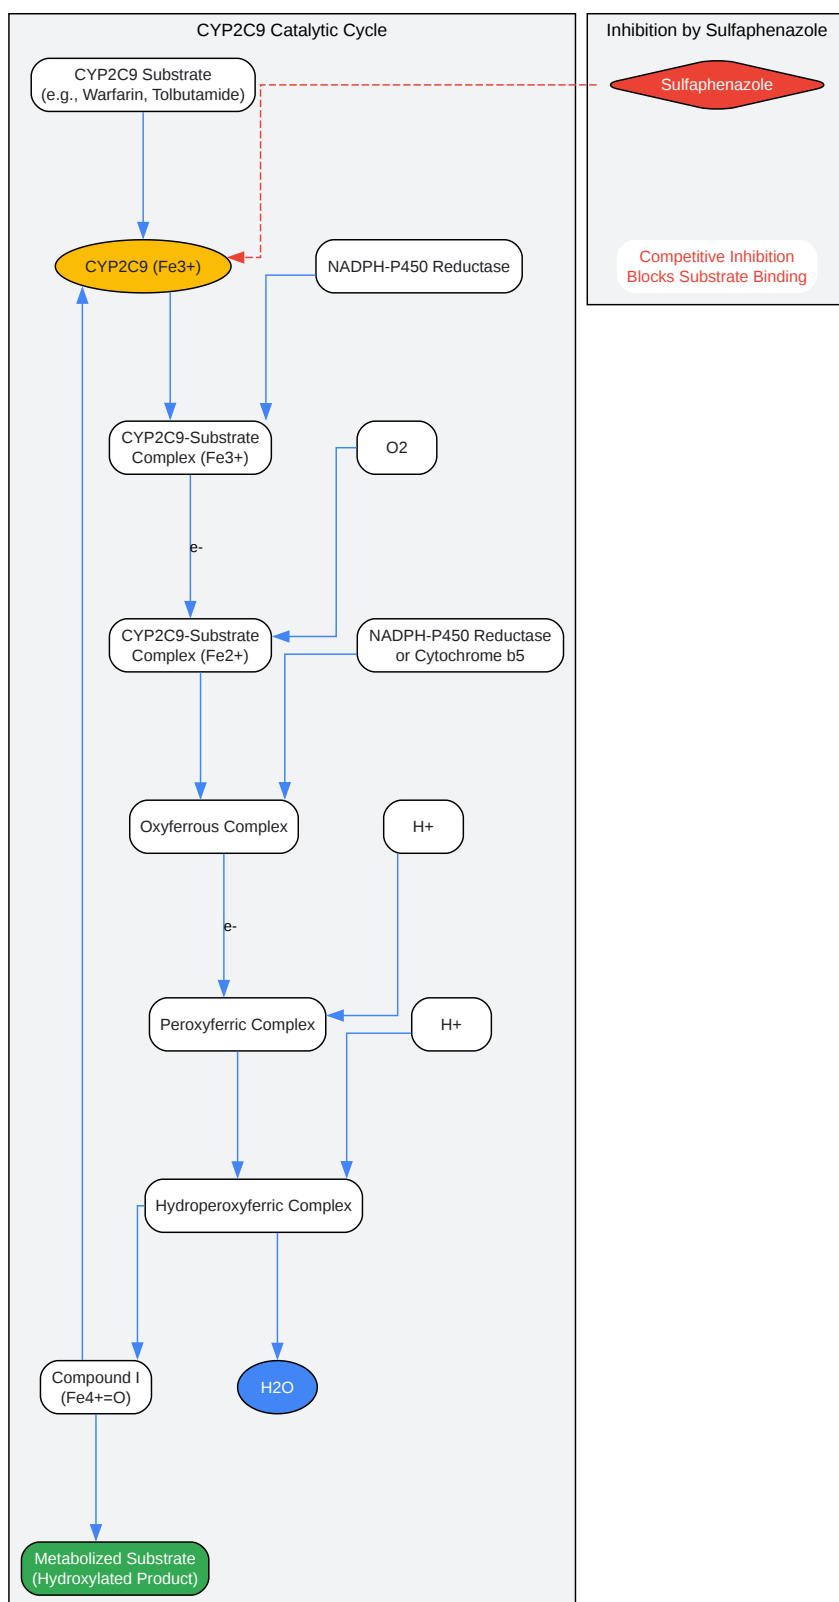 CYP2C9 Catalytic Cycle
Inhibition by Sulfaphenazole
CYP2C9 Substrate
(e.g., Warfarin, Tolbutamide)
Sulfaphenazole
CYP2C9 (Fe3+)
NADPH-P450 Reductase
Competitive Inhibition
Blocks Substrate Binding
CYP2C9-Substrate
Complex (Fe3+)
O2
e-
CYP2C9-Substrate
Complex (Fe2+)
NADPH-P450 Reductase
or Cytochrome b5
Oxyferrous Complex
H+
e-
Peroxyferric Complex
H+
Hydroperoxyferric Complex
Compound I
(Fe4+=O)
H2O
Metabolized Substrate
(Hydroxylated Product)